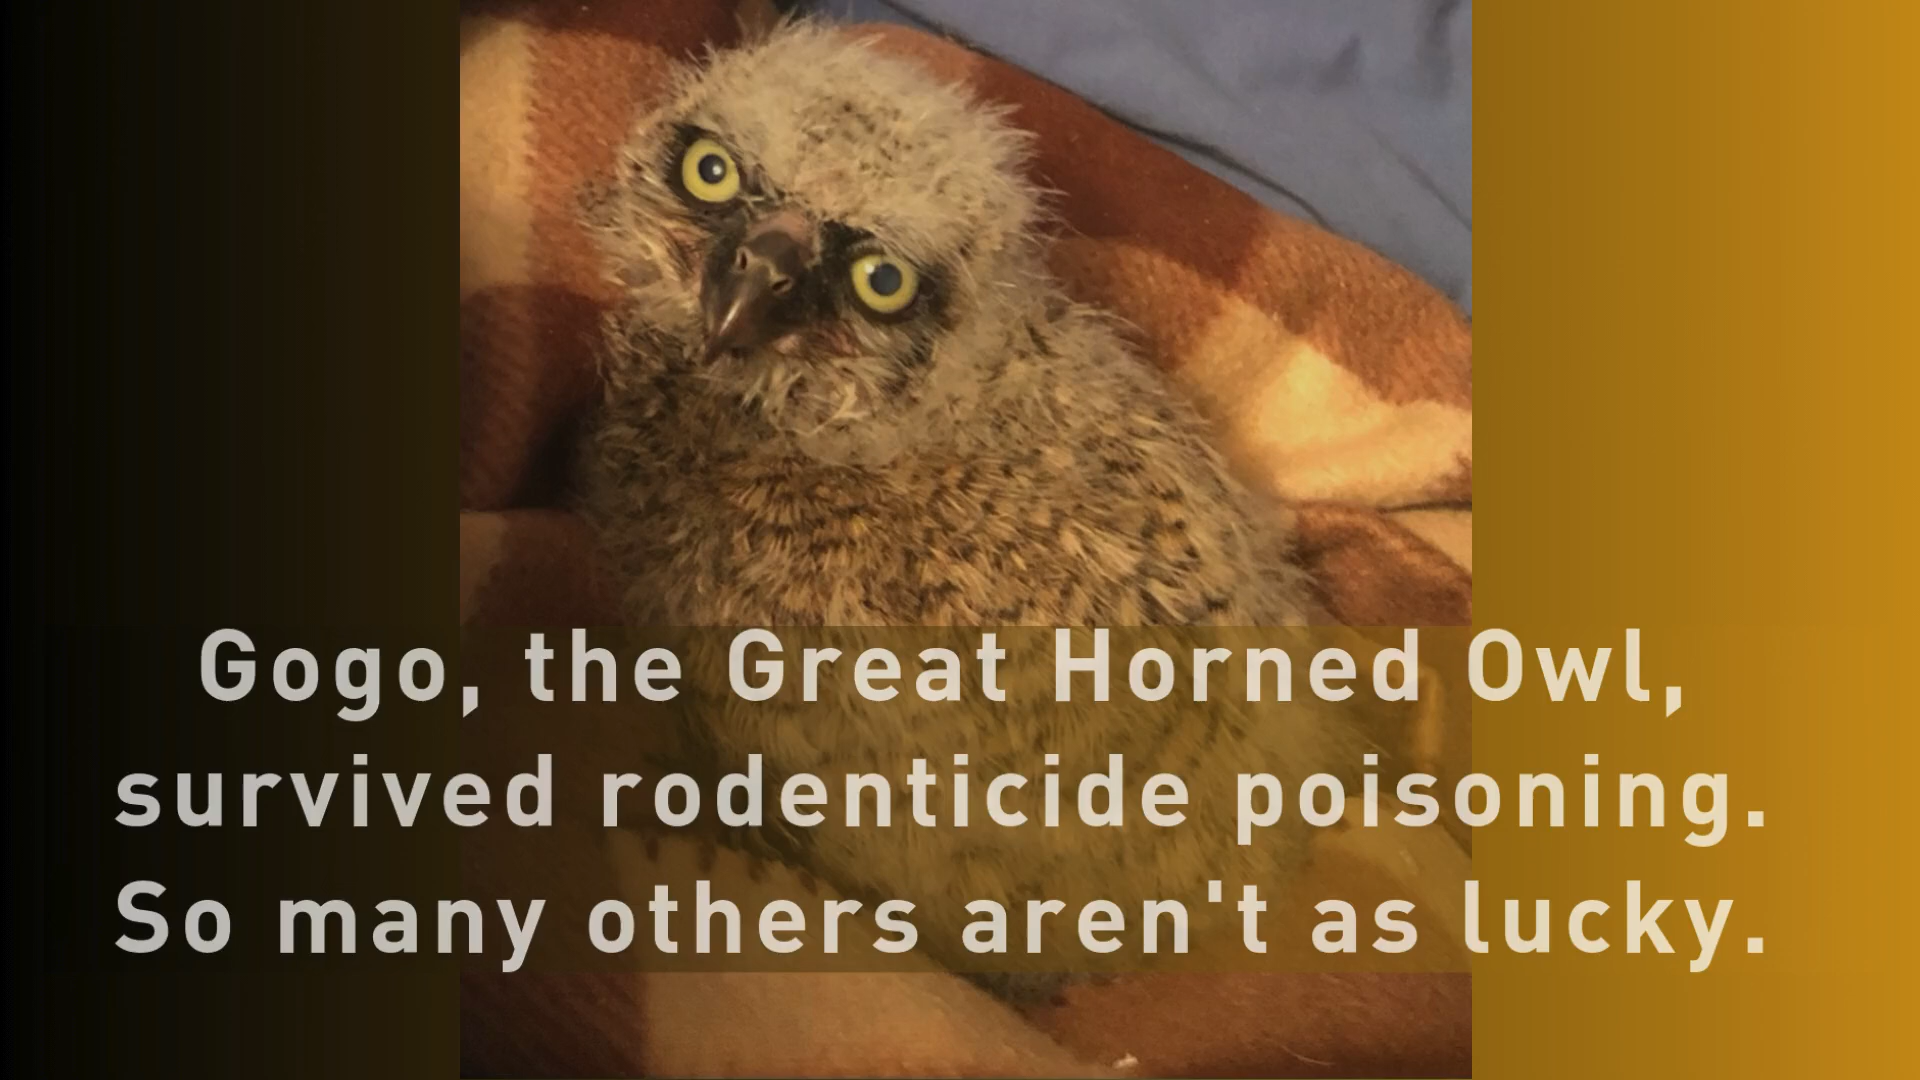 Gogo, the Great Horned Owl,
survived rodenticide poisoning.
So many others aren't as lucky.